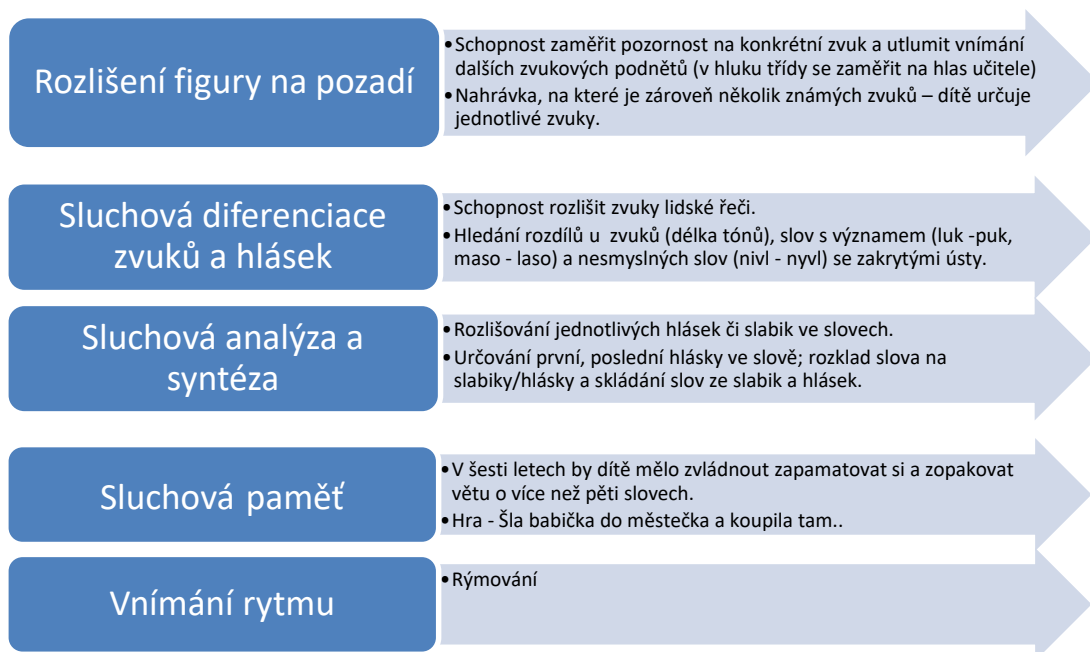 Rozlišení figury na pozadí
•Schopnost zaměřit pozornost na konkrétní zvuk a utlumit vnímání
dalších zvukových podnětů (v hluku třídy se zaměřit na hlas učitele)
•Nahrávka, na které je zároveň několik známých zvuků – dítě určuje
jednotlivé zvuky.
Sluchová diferenciace
zvuků a hlásek
•Schopnost rozlišit zvuky lidské řeči.
•Hledání rozdílů u  zvuků (délka tónů), slov s významem (luk -puk,
maso - laso) a nesmyslných slov (nivl - nyvl) se zakrytými ústy.
Sluchová analýza a
syntéza
•Rozlišování jednotlivých hlásek či slabik ve slovech.
•Určování první, poslední hlásky ve slově; rozklad slova na
slabiky/hlásky a skládání slov ze slabik a hlásek.
Sluchová paměť
•V šesti letech by dítě mělo zvládnout zapamatovat si a zopakovat
větu o více než pěti slovech.
•Hra - Šla babička do městečka a koupila tam..
Vnímání rytmu
•Rýmování